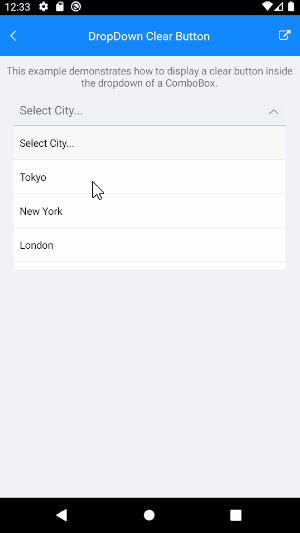 12:33
DropDown Clear Button
This example demonstrates how to display a clear button inside
the dropdown of a ComboBox.
Select City...
Select City...
Tokyo
New York
London